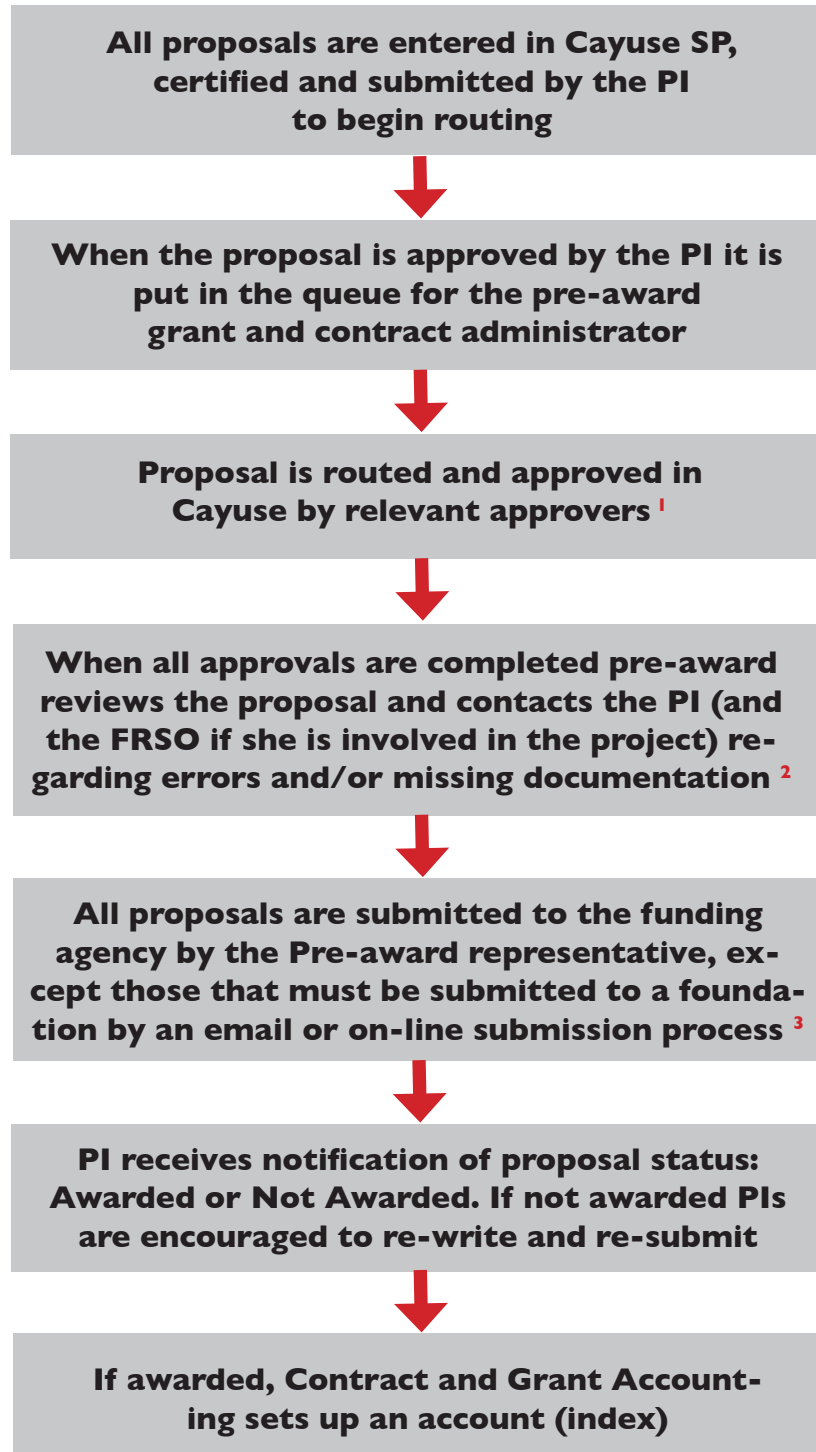 All proposals are entered in Cayuse SP,
certified and submitted by the PI
to begin routing
When the proposal is approved by the PI it is
put in the queue for the pre-award
grant and contract administrator
Proposal is routed and approved in
Cayuse by relevant approvers 1
When all approvals are completed pre-award
reviews the proposal and contacts the PI (and
the FRSO if she is involved in the project) re-
garding errors and/or missing documentation 2
All proposals are submitted to the funding
agency by the Pre-award representative, ex-
cept those that must be submitted to a founda-
tion by an email or on-line submission process 3
PI receives notification of proposal status:
Awarded or Not Awarded. If not awarded PIs
are encouraged to re-write and re-submit
If awarded, Contract and Grant Account-
ing sets up an account (index)